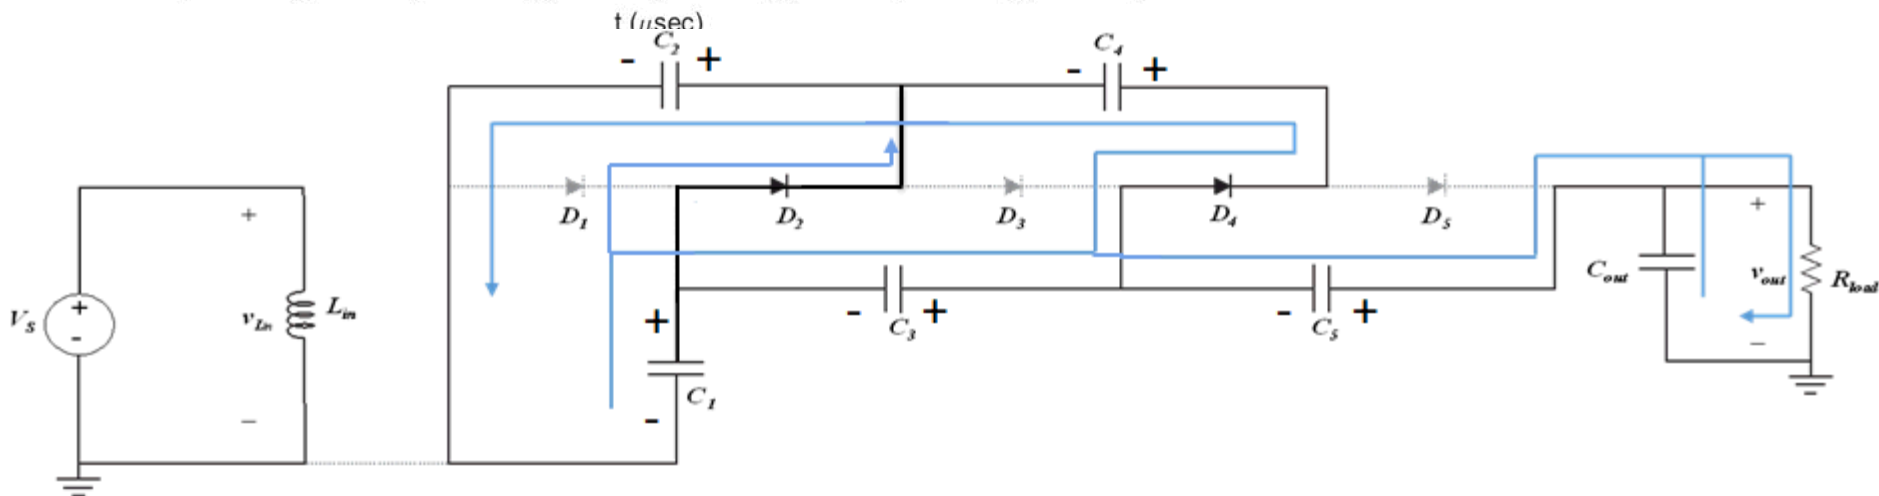 t (μsec)
C2 C4
- + - +
D1 D2 D3 D4 D5
+ +
VS + - vLin Lin Cout vout Rload
+ - + - +
C3 C5
C1
- - -